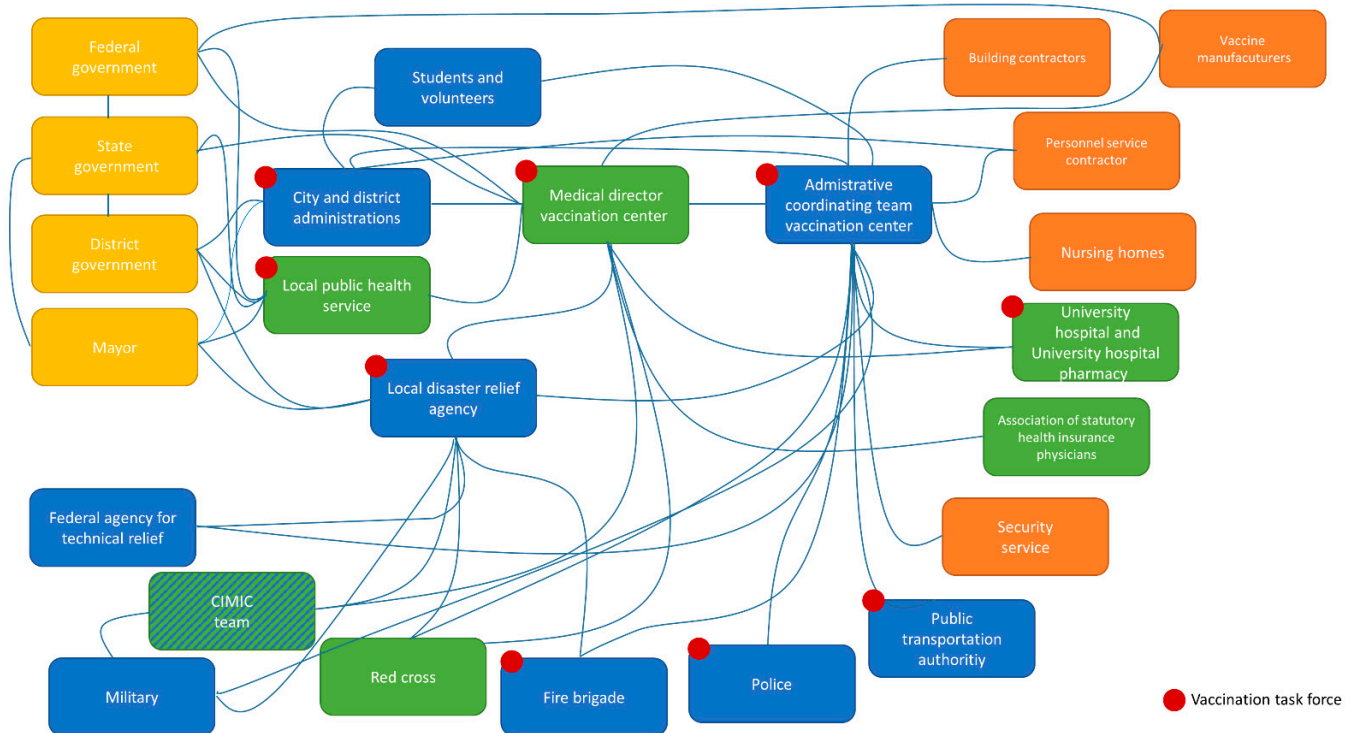 Federal
government
Students and
volunteers
Building contractors
Vaccine
manufacuturers
State
government
Personnel service
contractor
City and district
administrations
Medical director
vaccination center
Admistrative
coordinating team
vaccination center
District
government
Nursing homes
Local public health
service
University
hospital and
University hospital
pharmacy
Mayor
Local disaster relief
agency
Association of statutory
health insurance
physicians
Federal agency for
technical relief
Security
service
CIMIC
team
Public
transportation
authoritiy
Military
Red cross
Fire brigade
Police
Vaccination task force